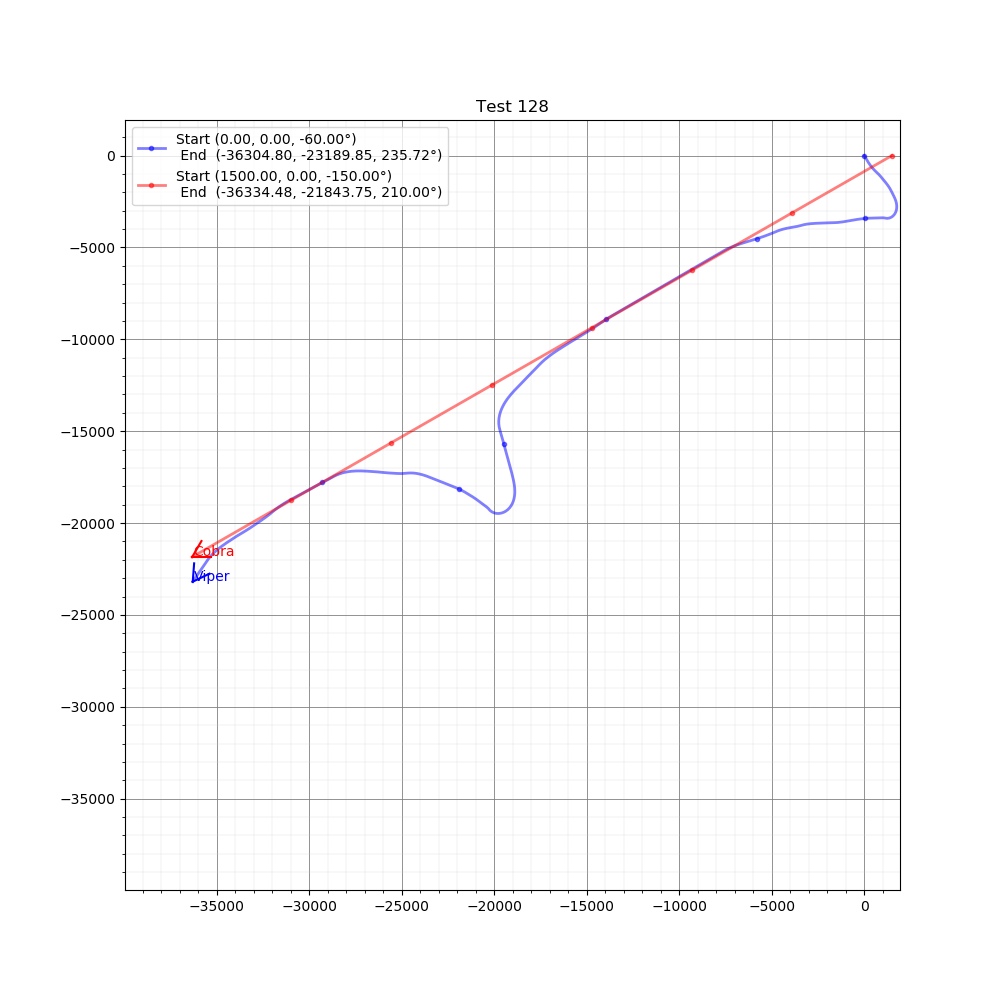 Test 128
Start (0.00, 0.00, -60.00°)
End (-36304.80, -23189.85, 235.72°)
Start (1500.00, 0.00, -150.00°)
End (-36334.48, -21843.75, 210.00°)
0
−5000
−10000
−15000
−20000
−25000
−30000
−35000
Cobra
Viper
−35000 −30000 −25000 −20000 −15000 −10000 −5000 0